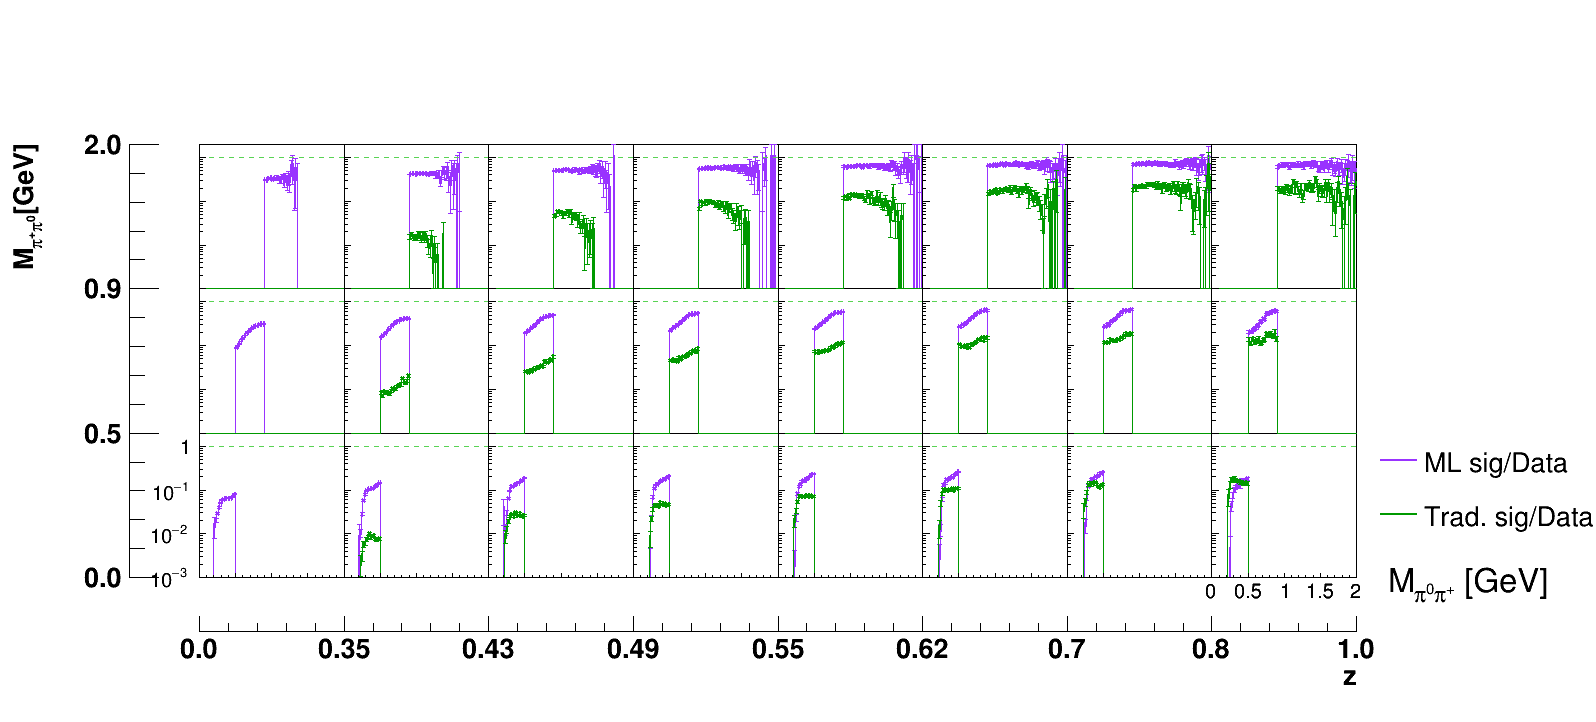 M_{π⁺π⁰}[GeV]
2.0
0.9
0.5
0.0
1
10⁻¹
10⁻²
10⁻³
ML sig/Data
Trad. sig/Data
0 0.5 1 1.5 2
M_{π⁰π⁺} [GeV]
0.0 0.35 0.43 0.49 0.55 0.62 0.7 0.8 1.0
z